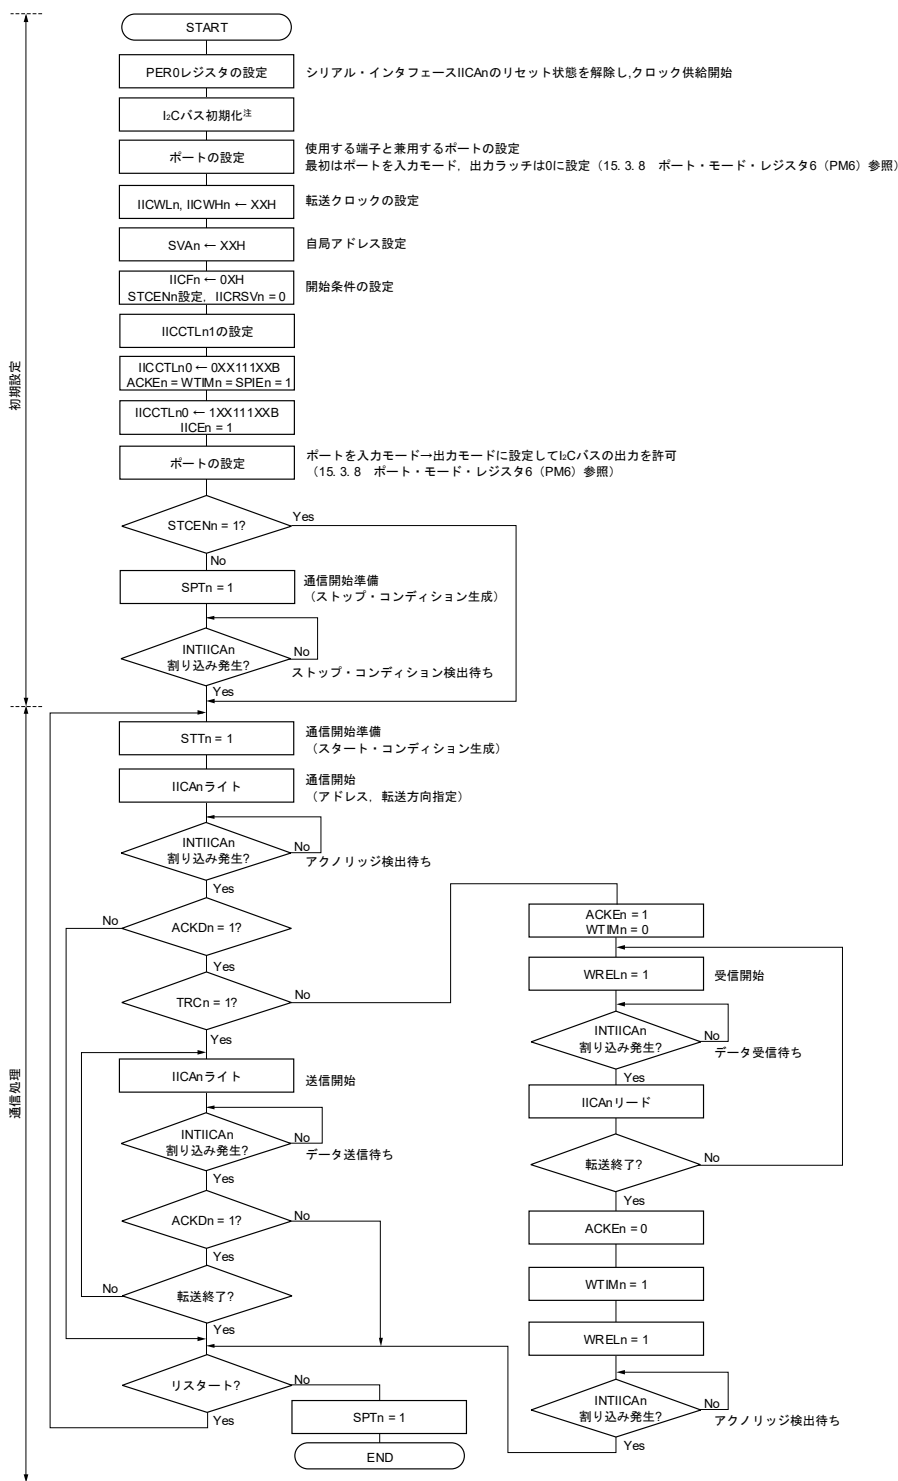 START
PER0レジスタの設定
シリアル・インタフェースIICAnのリセット状態を解除し,クロック供給開始
I2Cバス初期化注
ポートの設定
使用する端子と兼用するポートの設定
最初はポートを入力モード,出力ラッチは0に設定(15. 3. 8 ポート・モード・レジスタ6(PM6)参照)
IICWLn, IICWHn ← XXH
転送クロックの設定
SVAn ← XXH
自局アドレス設定
IICFn ← 0XH
STCENn設定, IICRSVn = 0
開始条件の設定
IICCTLn1の設定
初期設定
IICCTLn0 ← 0XX111XXB
ACKEn = WTIMn = SPIEn = 1
IICCTLn0 ← 1XX111XXB
IICEn = 1
ポートの設定
ポートを入力モード→出力モードに設定してI2Cバスの出力を許可
(15. 3. 8 ポート・モード・レジスタ6(PM6)参照)
STCENn = 1?
Yes
No
SPTn = 1
通信開始準備
(ストップ・コンディション生成)
INTIICAn
割り込み発生?
No
ストップ・コンディション検出待ち
Yes
STTn = 1
通信開始準備
(スタート・コンディション生成)
IICAnライト
通信開始
(アドレス,転送方向指定)
INTIICAn
割り込み発生?
No
アクノリッジ検出待ち
Yes
ACKDn = 1?
No
Yes
TRCn = 1?
No
Yes
通信処理
IICAnライト
送信開始
INTIICAn
割り込み発生?
No
データ送信待ち
Yes
ACKDn = 1?
No
Yes
転送終了?
No
Yes
リスタート?
No
Yes
SPTn = 1
END
ACKEn = 1
WTIMn = 0
WRELn = 1
受信開始
INTIICAn
割り込み発生?
No
データ受信待ち
Yes
IICAnリード
転送終了?
No
Yes
ACKEn = 0
WTIMn = 1
WRELn = 1
INTIICAn
割り込み発生?
No
アクノリッジ検出待ち
Yes